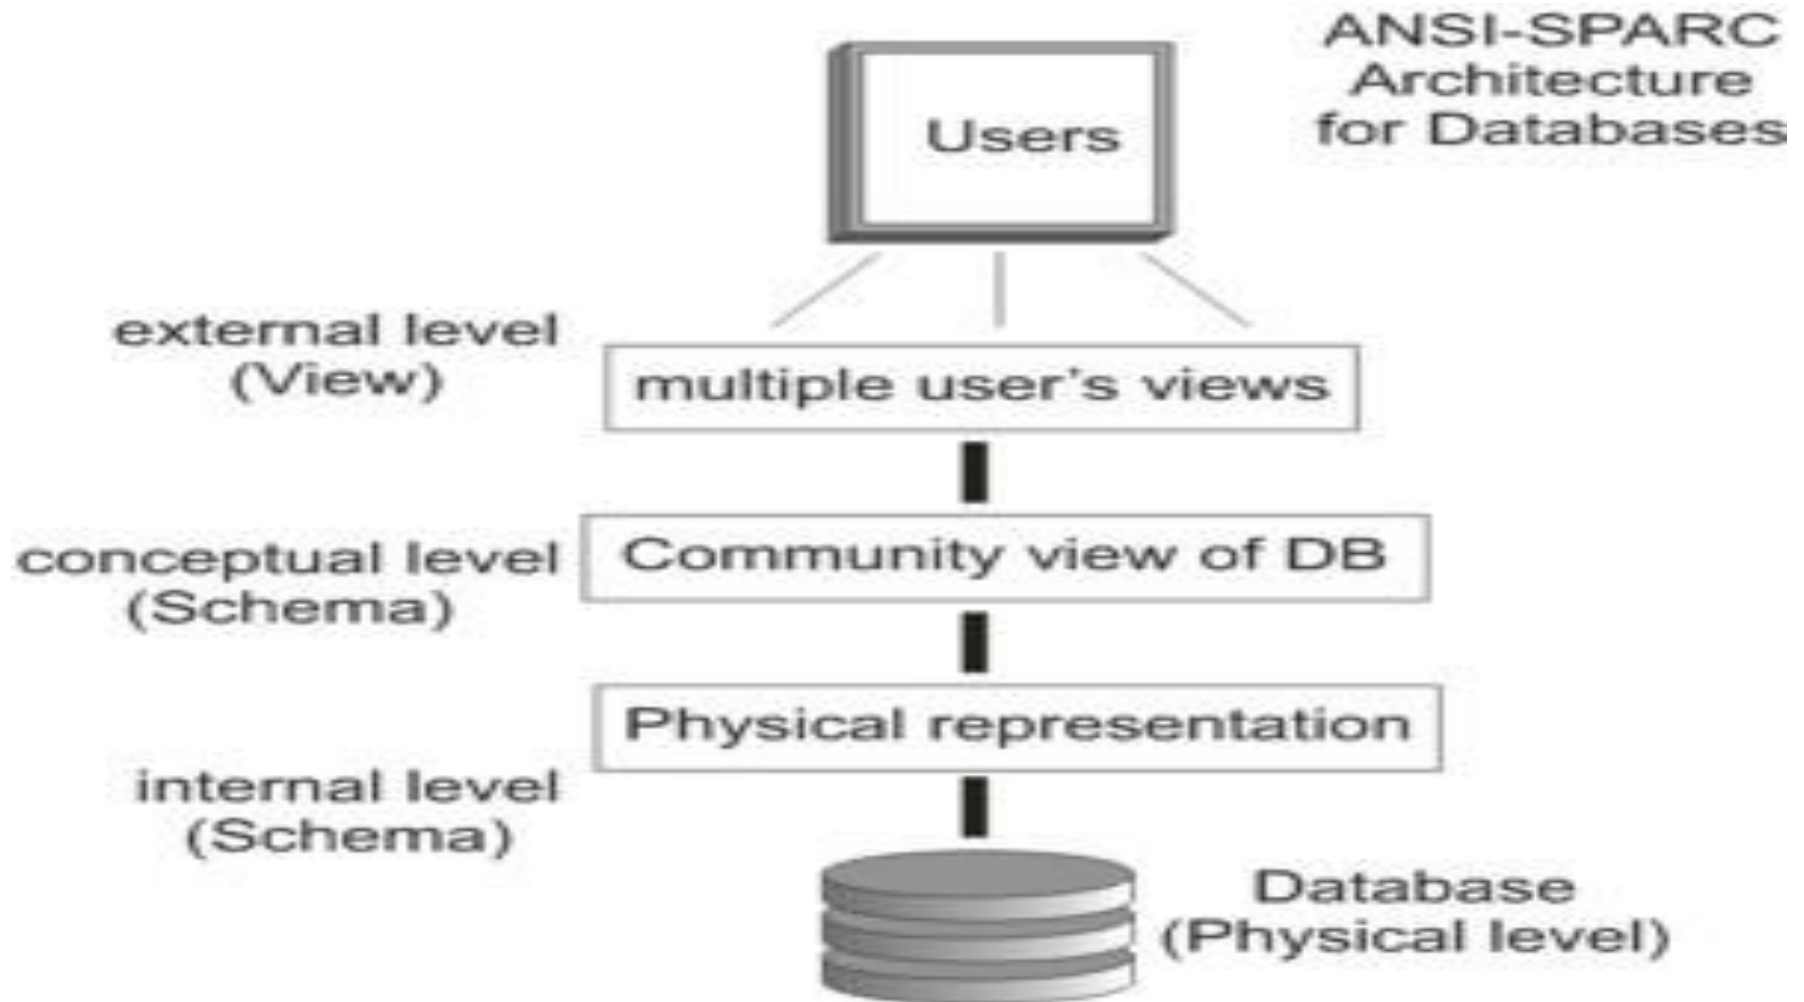 ANSI-SPARC
Architecture
for Databases
Users
external level
(View)
multiple user's views
conceptual level
(Schema)
Community view of DB
Physical representation
internal level
(Schema)
Database
(Physical level)